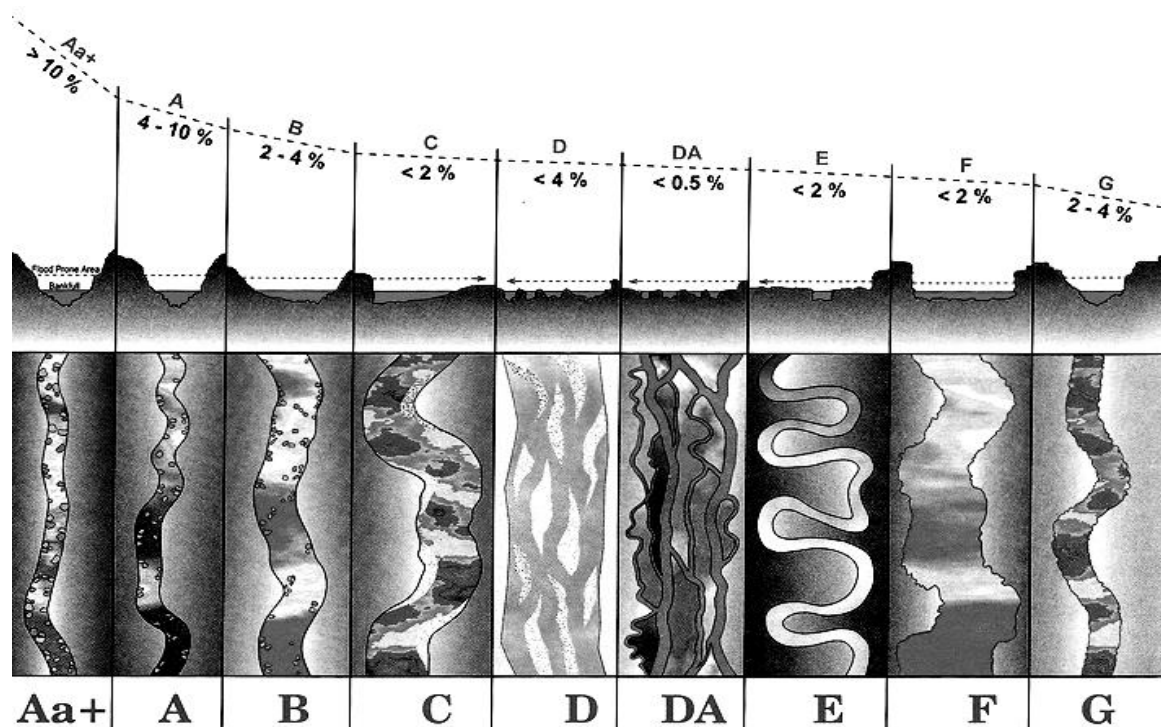 Aa+
> 10 %
A
4 - 10 %
B
2 - 4 %
C
< 2 %
D
< 4 %
DA
< 0.5 %
E
< 2 %
F
< 2 %
G
2 - 4 %
Flood Prone Area
Bankfull
Aa+ A B C D DA E F G